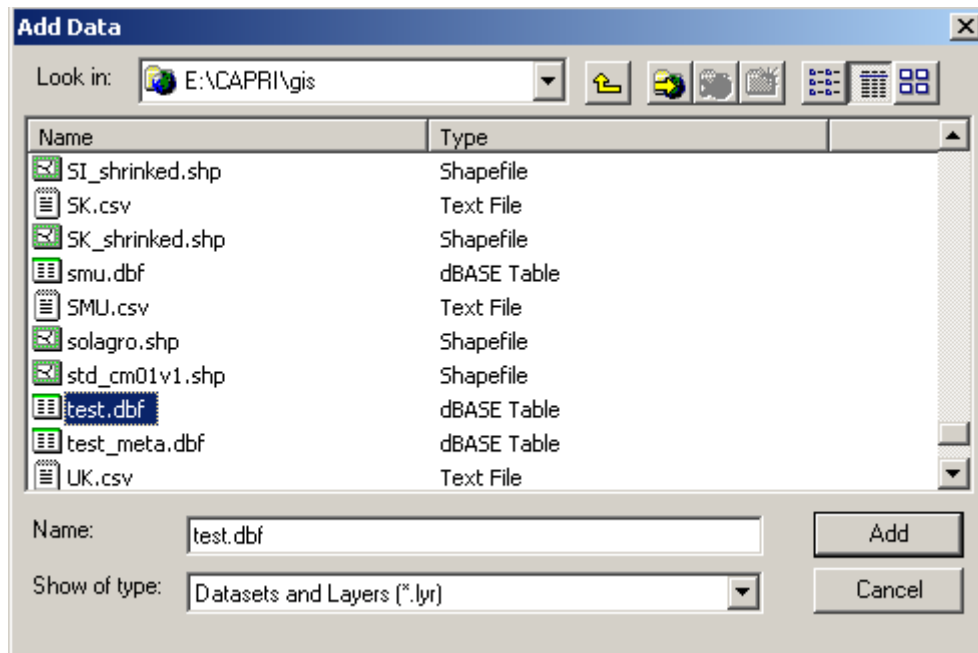 Add Data
Look in: E:\CAPRI\gis
Name Type
SI_shrinked.shp Shapefile
SK.csv Text File
SK_shrinked.shp Shapefile
smu.dbf dBASE Table
SMU.csv Text File
solagro.shp Shapefile
std_cm01v1.shp Shapefile
test.dbf dBASE Table
test_meta.dbf dBASE Table
UK.csv Text File
Name: test.dbf Add
Show of type: Datasets and Layers (*.lyr) Cancel